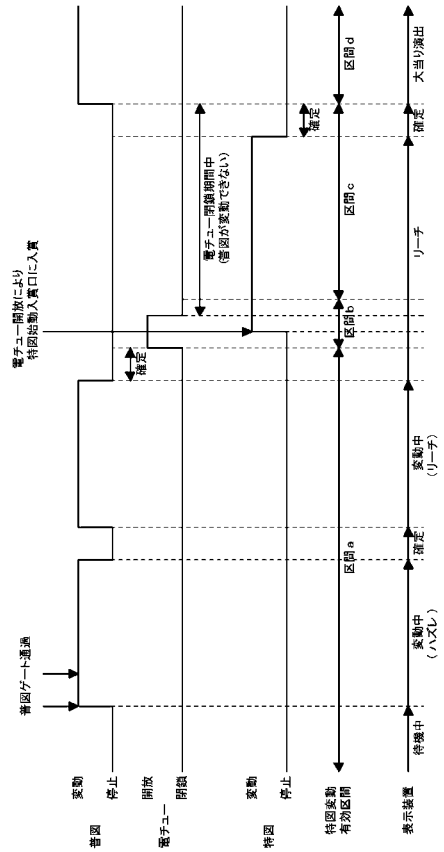 電チュー開放により
特図始動入賞口に入賞
普図ゲート通過
普図
変動
停止
確定
電チュー
開放
閉鎖
電チュー閉鎖期間中
(普図が変動できない)
特図
変動
停止
確定
特図変動
有効区間
区間a
区間b
区間c
区間d
表示装置
待機中
変動中
(ハズレ)
確定
変動中
(リーチ)
リーチ
確定
大当り演出